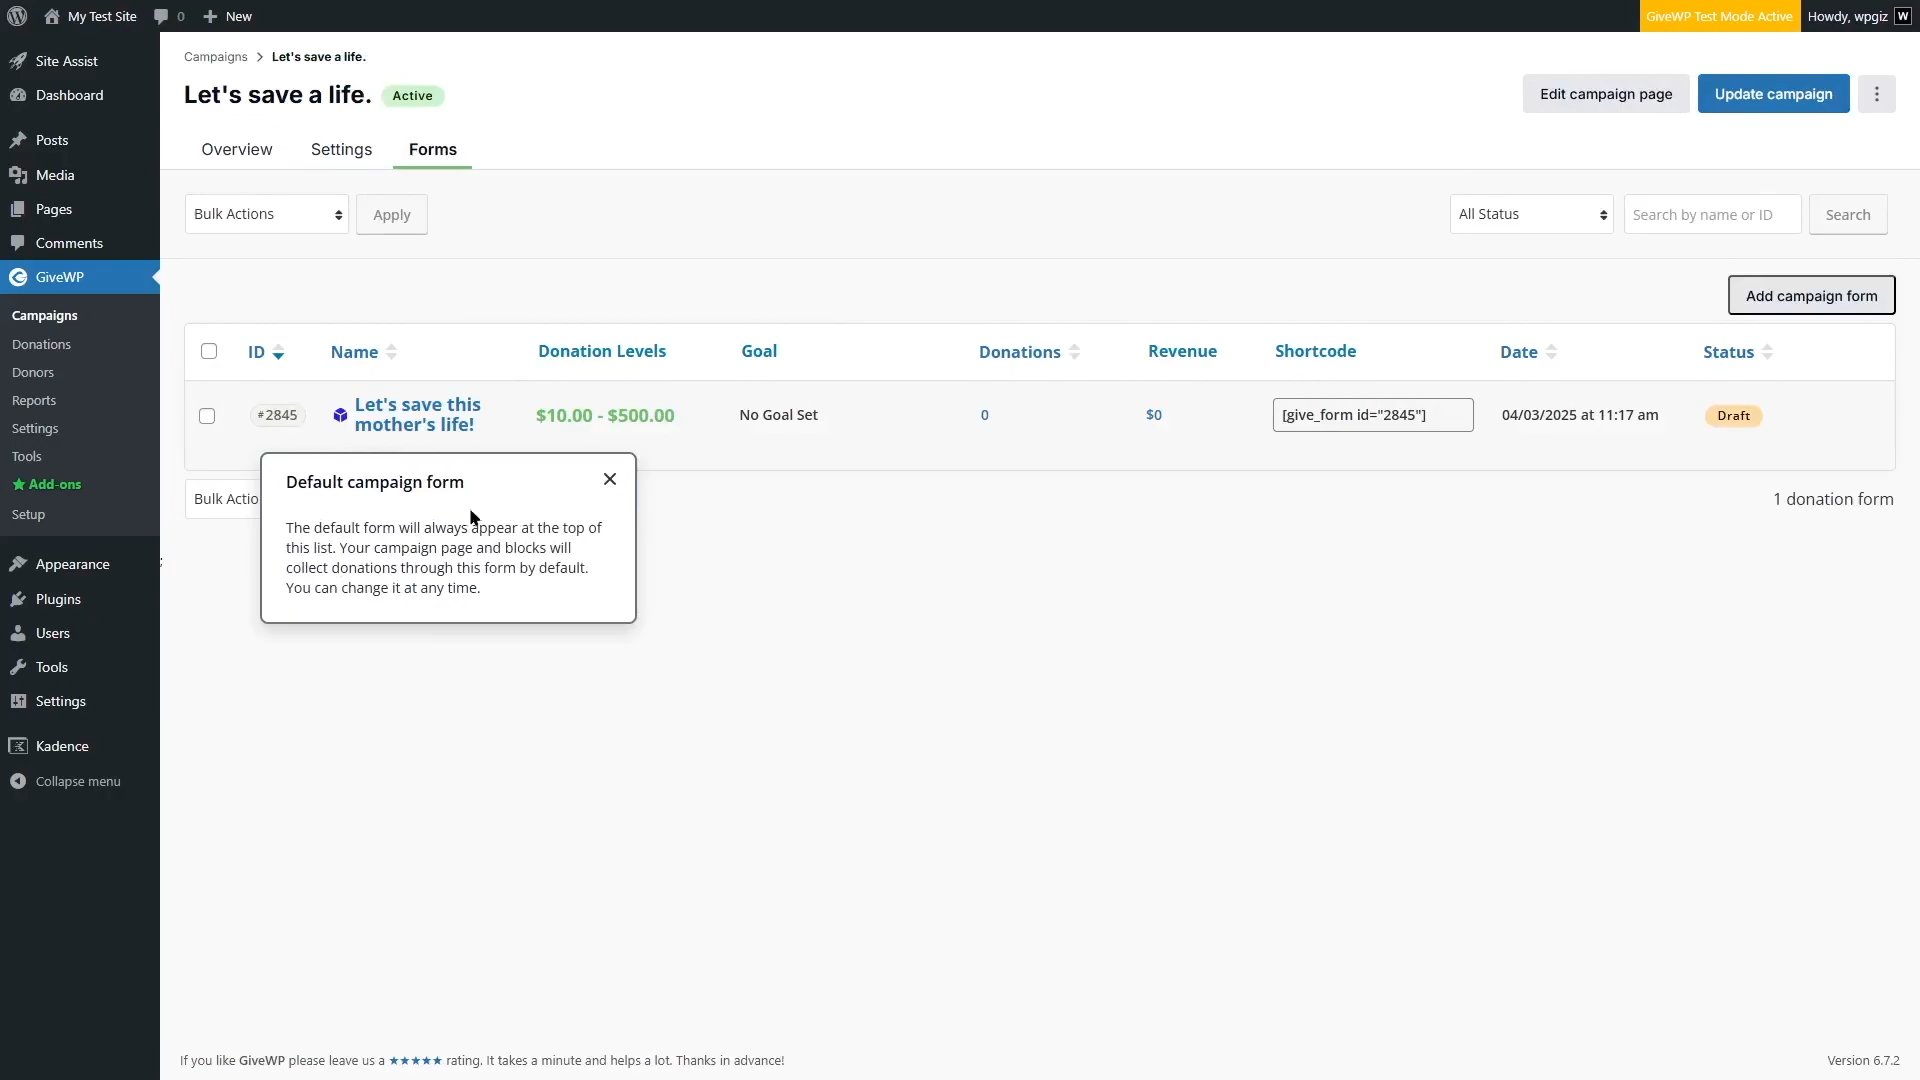 My Test Site
0
New
GiveWP Test Mode Active
Howdy, wpgiz
W
Site Assist
Dashboard
Posts
Media
Pages
Comments
GiveWP
Campaigns
Donations
Donors
Reports
Settings
Tools
Add-ons
Setup
Appearance
Plugins
Users
Tools
Settings
Kadence
Collapse menu
Campaigns > Let's save a life.
Let's save a life.
Active
Edit campaign page
Update campaign
Overview
Settings
Forms
Bulk Actions
Apply
All Status
Search by name or ID
Search
Add campaign form
ID
Name
Donation Levels
Goal
Donations
Revenue
Shortcode
Date
Status
#2845
Let's save this
mother's life!
$10.00 - $500.00
No Goal Set
0
$0
[give_form id="2845"]
04/03/2025 at 11:17 am
Draft
Bulk Actio
1 donation form
Default campaign form
The default form will always appear at the top of
this list. Your campaign page and blocks will
collect donations through this form by default.
You can change it at any time.
If you like GiveWP please leave us a ★★★★★ rating. It takes a minute and helps a lot. Thanks in advance!
Version 6.7.2